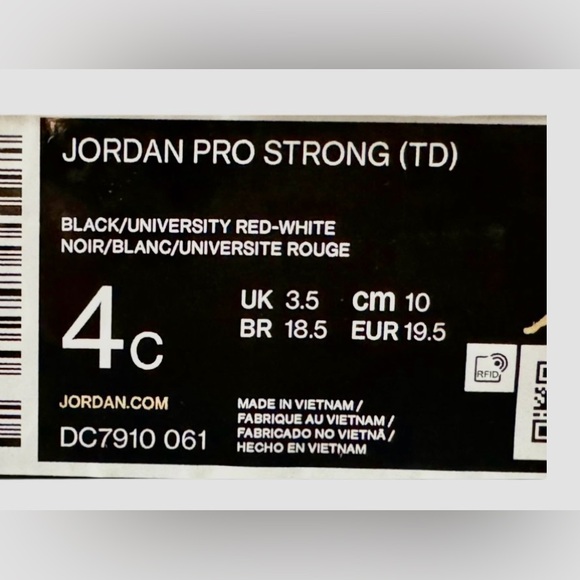 JORDAN PRO STRONG (TD)
BLACK/UNIVERSITY RED-WHITE
NOIR/BLANC/UNIVERSITE ROUGE
4C
UK 3.5 cm 10
BR 18.5 EUR 19.5
RFID
JORDAN.COM
DC7910 061
MADE IN VIETNAM /
FABRIQUE AU VIETNAM /
FABRICADO NO VIETNÃ /
HECHO EN VIETNAM